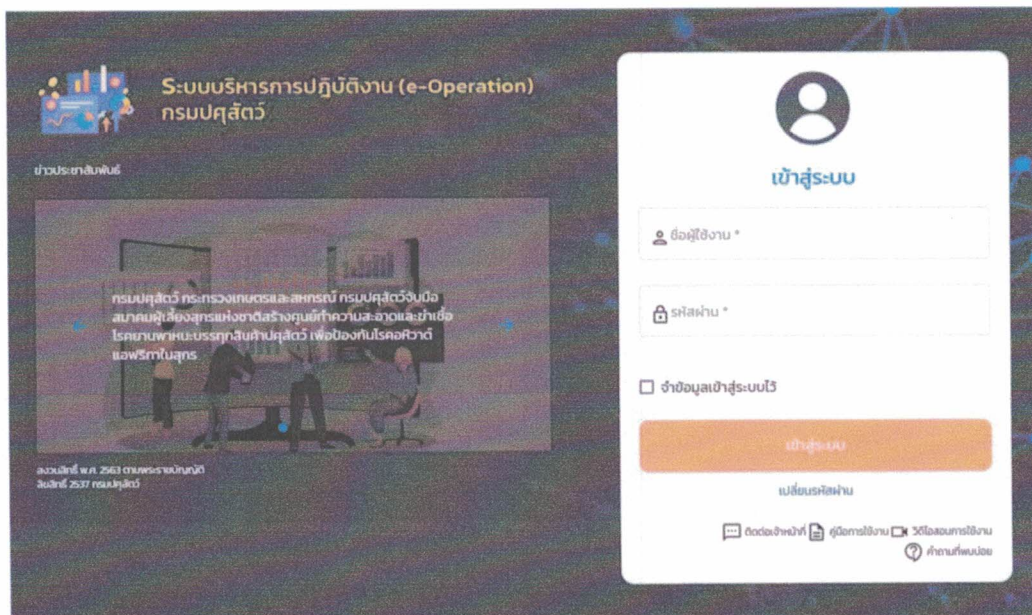 ระบบบริหารการปฏิบัติงาน (e-Operation)
กรมปศุสัตว์
ข่าวประชาสัมพันธ์
กรมปศุสัตว์ กระทรวงเกษตรและสหกรณ์ กรมปศุสัตว์จับมือ
สมาคมผู้เลี้ยงสุกรแห่งชาติสร้างศูนย์ทำความสะอาดและฆ่าเชื้อ
โรคยานพาหนะบรรทุกสินค้าปศุสัตว์ เพื่อป้องกันโรคอหิวาต์
แอฟริกาในสุกร
สงวนสิทธิ์ พ.ศ. 2563 ตามพระราชบัญญัติ
ลิขสิทธิ์ 2537 กรมปศุสัตว์
เข้าสู่ระบบ
ชื่อผู้ใช้งาน *
รหัสผ่าน *
จำข้อมูลเข้าสู่ระบบไว้
เข้าสู่ระบบ
เปลี่ยนรหัสผ่าน
ติดต่อเจ้าหน้าที่ คู่มือการใช้งาน วิดีโอสอนการใช้งาน
คำถามที่พบบ่อย